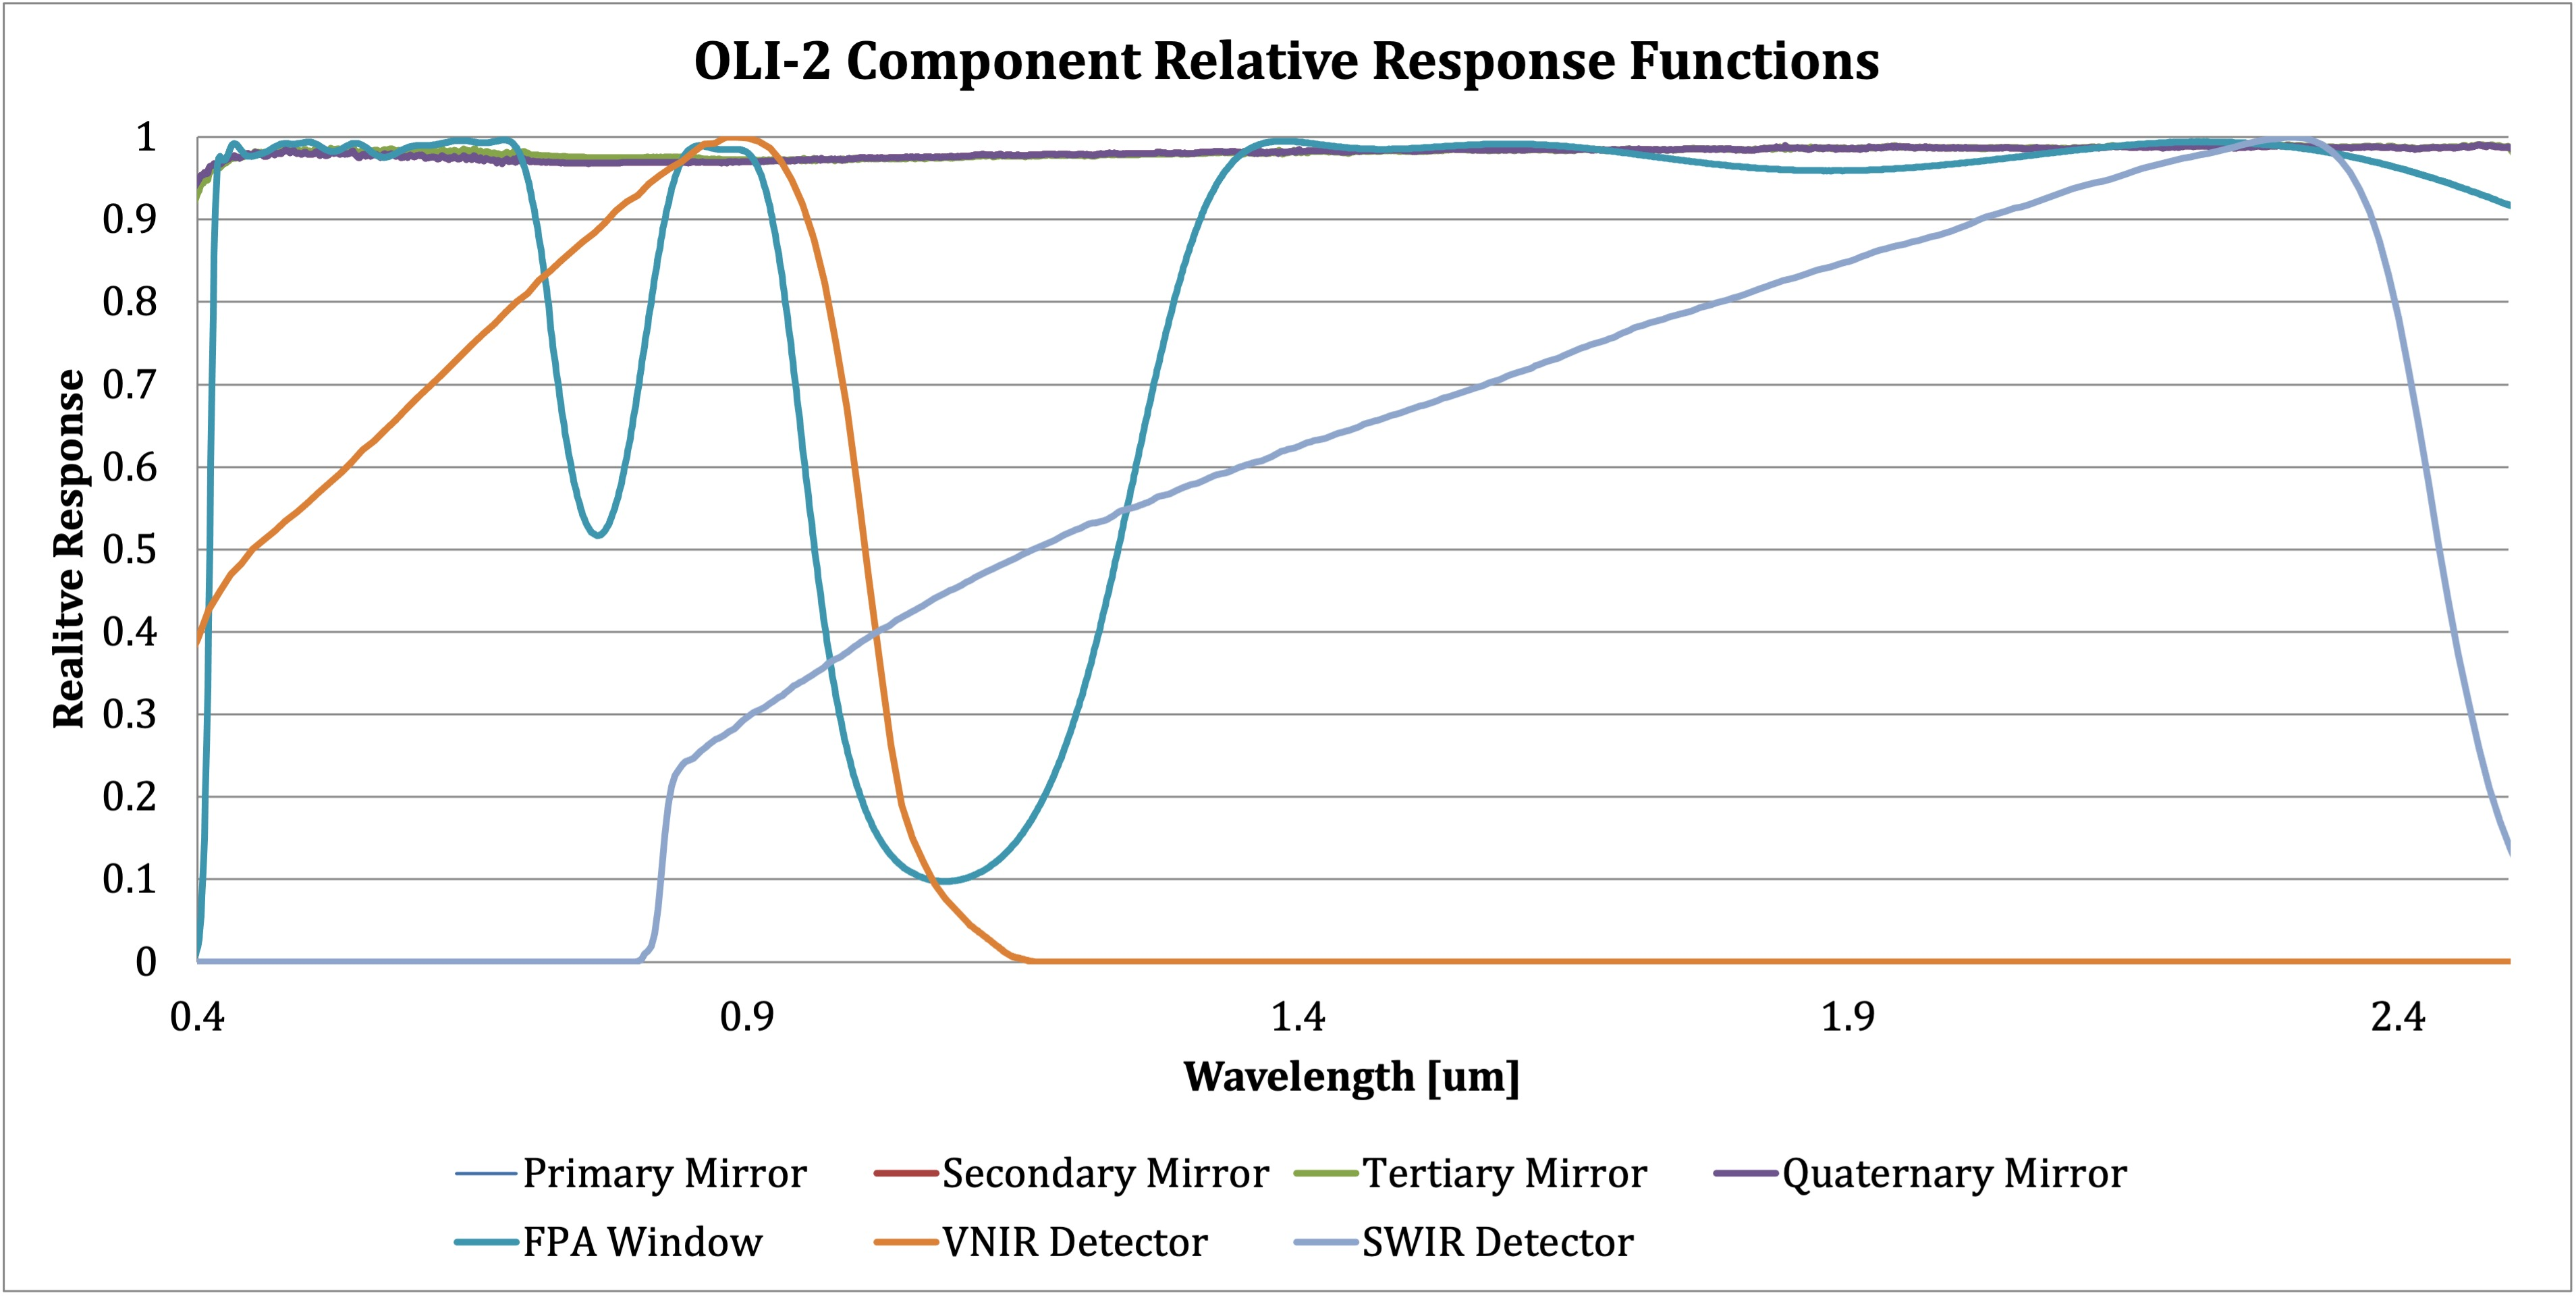 OLI-2 Component Relative Response Functions
1
0.9
0.8
0.7
0.6
0.5
0.4
0.3
0.2
0.1
0
Realitve Response
0.4 0.9 1.4 1.9 2.4
Wavelength [um]
Primary Mirror Secondary Mirror Tertiary Mirror Quaternary Mirror
FPA Window VNIR Detector SWIR Detector